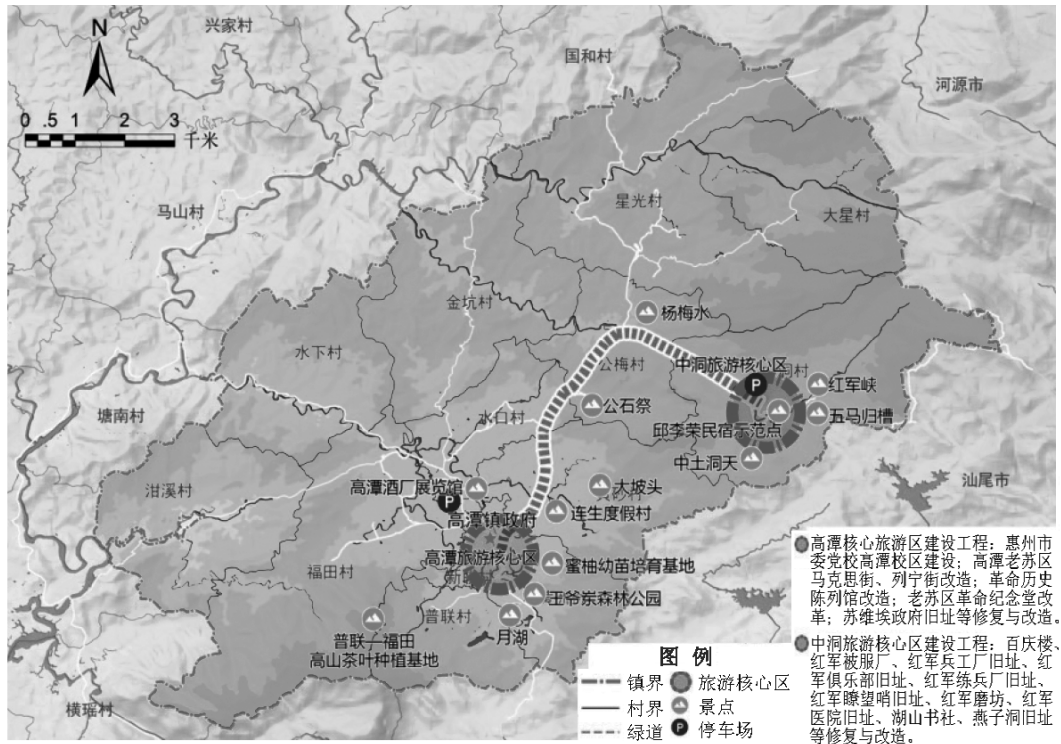 兴家村
国和村
河源市
N
0 .5 1 2 3
千米
马山村
星光村
大星村
金坑村
杨梅水
水下村
公梅村
中洞旅游核心区
P
洞村
红军峡
塘南村
水口村
公石祭
邱李荣民宿示范点
五马归槽
中土洞天
泔溪村
高潭酒厂展览馆
P
大坡头
黄砂村
汕尾市
高潭镇政府
连生度假村
福田村
高潭旅游核心区
蜜柚幼苗培育基地
王爷岽森林公园
普联村
月湖
普联—福田
高山茶叶种植基地
横瑶村
图 例
镇界
旅游核心区
村界
景点
绿道
P
停车场
高潭核心旅游区建设工程：惠州市
委党校高潭校区建设；高潭老苏区
马克思街、列宁街改造；革命历史
陈列馆改造；老苏区革命纪念堂改
革；苏维埃政府旧址等修复与改造。
中洞旅游核心区建设工程：百庆楼、
红军被服厂、红军兵工厂旧址、红
军俱乐部旧址、红军练兵厂旧址、
红军瞭望哨旧址、红军磨坊、红军
医院旧址、湖山书社、燕子洞旧址
等修复与改造。